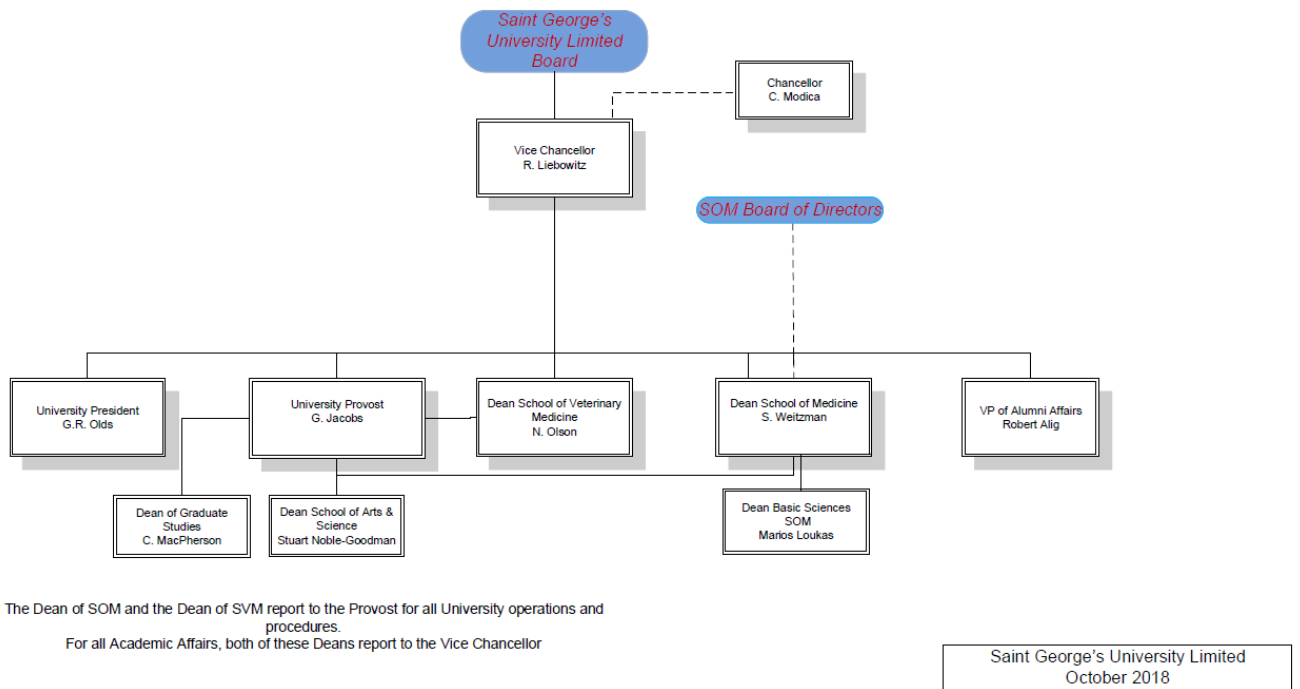 Saint George's
University Limited
Board
Chancellor
C. Modica
Vice Chancellor
R. Liebowitz
SOM Board of Directors
University President
G.R. Olds
University Provost
G. Jacobs
Dean School of Veterinary
Medicine
N. Olson
Dean School of Medicine
S. Weitzman
VP of Alumni Affairs
Robert Alig
Dean of Graduate
Studies
C. MacPherson
Dean School of Arts &
Science
Stuart Noble-Goodman
Dean Basic Sciences
SOM
Marios Loukas
The Dean of SOM and the Dean of SVM report to the Provost for all University operations and
procedures.
For all Academic Affairs, both of these Deans report to the Vice Chancellor
Saint George's University Limited
October 2018